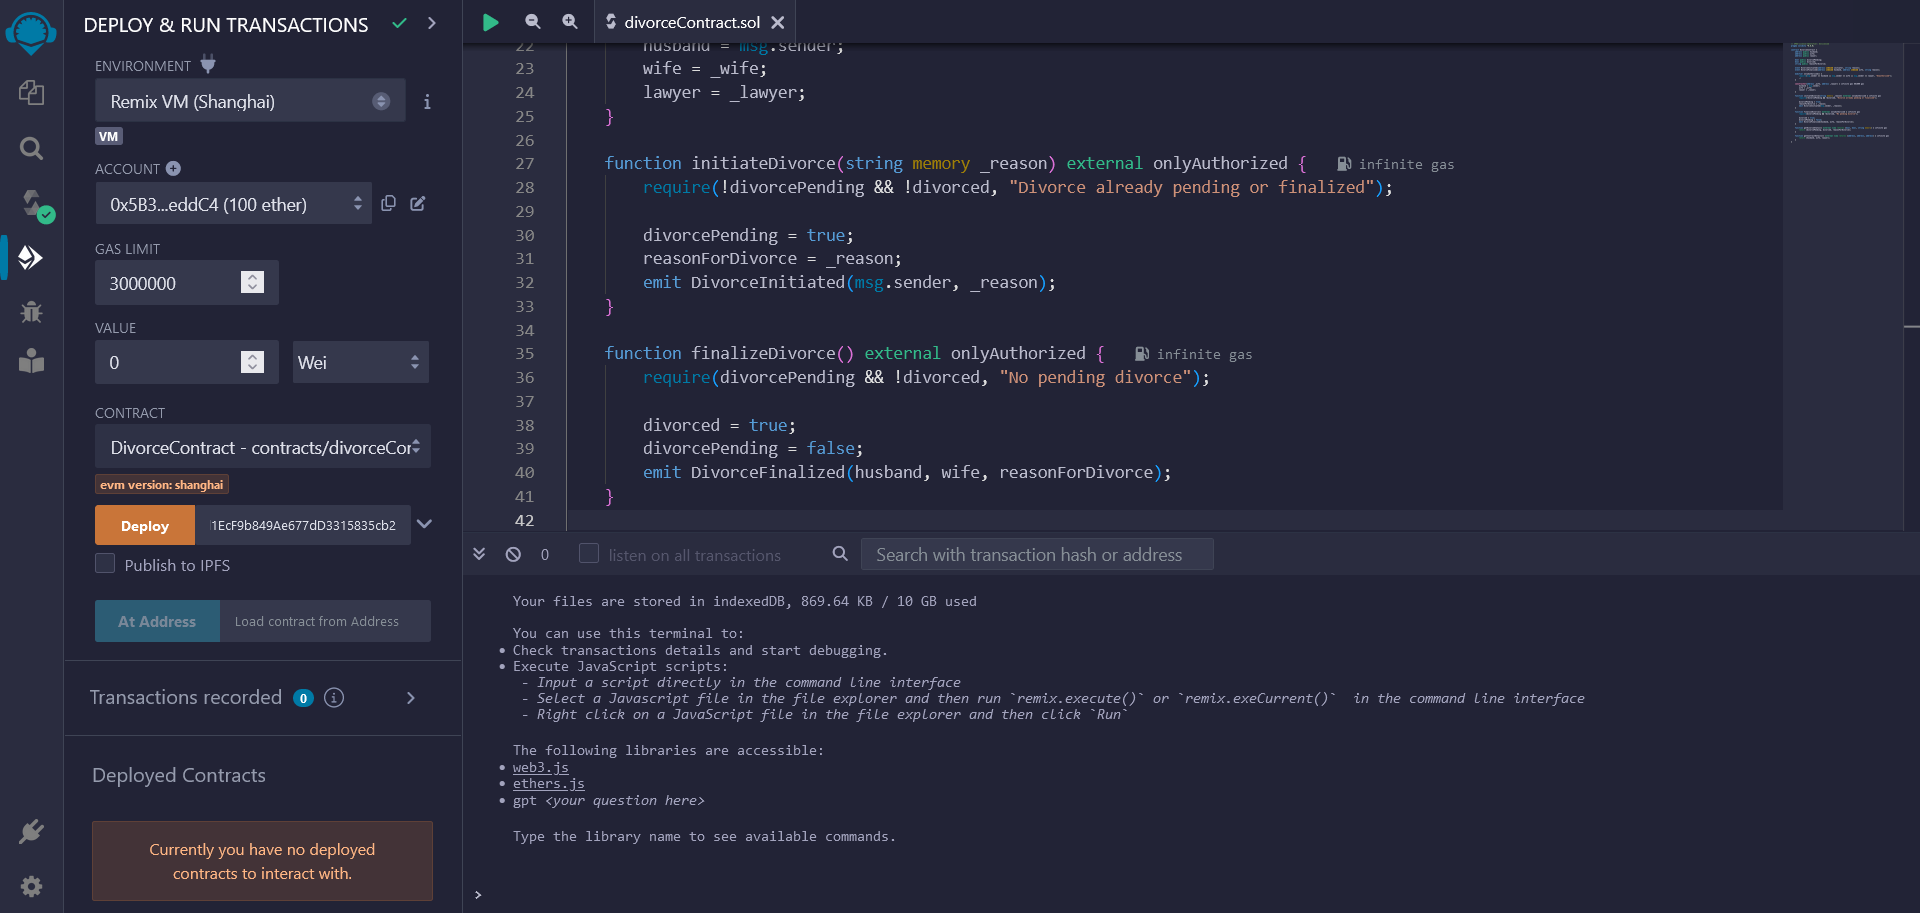 DEPLOY & RUN TRANSACTIONS
ENVIRONMENT
Remix VM (Shanghai)
VM
ACCOUNT
0x5B3...eddC4 (100 ether)
GAS LIMIT
3000000
VALUE
0
Wei
CONTRACT
DivorceContract - contracts/divorceCor
evm version: shanghai
Deploy
1EcF9b849Ae677dD3315835cb2
Publish to IPFS
At Address
Load contract from Address
Transactions recorded 0
Deployed Contracts
Currently you have no deployed
contracts to interact with.
divorceContract.sol
22 husband = msg.sender;
23 wife = _wife;
24 lawyer = _lawyer;
25 }
26
27 function initiateDivorce(string memory _reason) external onlyAuthorized { infinite gas
28 require(!divorcePending && !divorced, "Divorce already pending or finalized");
29
30 divorcePending = true;
31 reasonForDivorce = _reason;
32 emit DivorceInitiated(msg.sender, _reason);
33 }
34
35 function finalizeDivorce() external onlyAuthorized { infinite gas
36 require(divorcePending && !divorced, "No pending divorce");
37
38 divorced = true;
39 divorcePending = false;
40 emit DivorceFinalized(husband, wife, reasonForDivorce);
41 }
42
0
listen on all transactions
Search with transaction hash or address
Your files are stored in indexedDB, 869.64 KB / 10 GB used
You can use this terminal to:
• Check transactions details and start debugging.
• Execute JavaScript scripts:
- Input a script directly in the command line interface
- Select a Javascript file in the file explorer and then run `remix.execute()` or `remix.exeCurrent()` in the command line interface
- Right click on a JavaScript file in the file explorer and then click `Run`
The following libraries are accessible:
• web3.js
• ethers.js
• gpt <your question here>
Type the library name to see available commands.
>